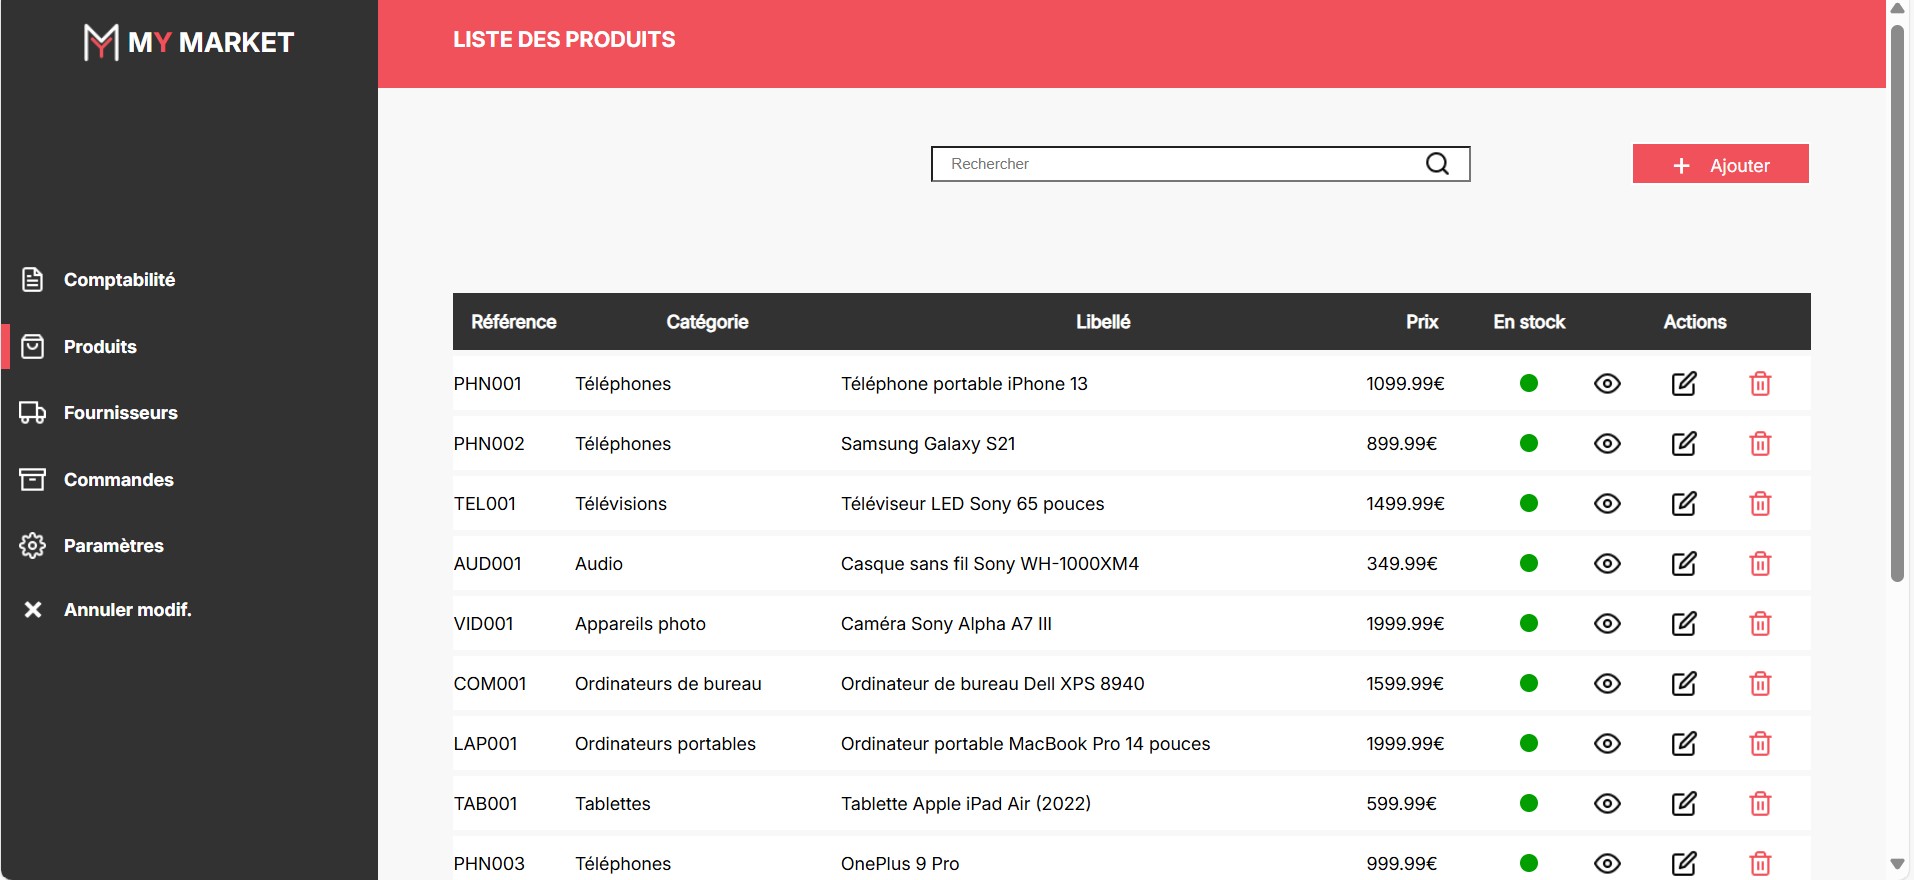 MY MARKET
LISTE DES PRODUITS
Rechercher
+ Ajouter
Comptabilité
Produits
Fournisseurs
Commandes
Paramètres
Annuler modif.
Référence Catégorie Libellé Prix En stock Actions
PHN001 Téléphones Téléphone portable iPhone 13 1099.99€
PHN002 Téléphones Samsung Galaxy S21 899.99€
TEL001 Télévisions Téléviseur LED Sony 65 pouces 1499.99€
AUD001 Audio Casque sans fil Sony WH-1000XM4 349.99€
VID001 Appareils photo Caméra Sony Alpha A7 III 1999.99€
COM001 Ordinateurs de bureau Ordinateur de bureau Dell XPS 8940 1599.99€
LAP001 Ordinateurs portables Ordinateur portable MacBook Pro 14 pouces 1999.99€
TAB001 Tablettes Tablette Apple iPad Air (2022) 599.99€
PHN003 Téléphones OnePlus 9 Pro 999.99€